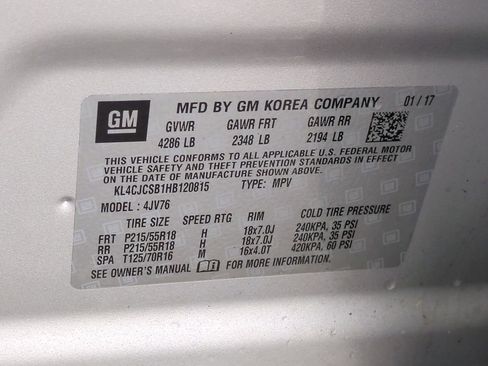 GM
MFD BY GM KOREA COMPANY 01/17
GVWR GAWR FRT GAWR RR
4286 LB 2348 LB 2194 LB
THIS VEHICLE CONFORMS TO ALL APPLICABLE U.S. FEDERAL MOTOR
VEHICLE SAFETY AND THEFT PREVENTION STANDARDS IN EFFECT
ON THE DATE OF MANUFACTURE SHOWN ABOVE.
KL4CJCSB1HB120815 TYPE: MPV
MODEL: 4JV76
TIRE SIZE SPEED RTG RIM COLD TIRE PRESSURE
FRT P215/55R18 H 18x7.0J 240KPA, 35 PSI
RR P215/55R18 H 18x7.0J 240KPA, 35 PSI
SPA T125/70R16 M 16x4.0T 420KPA, 60 PSI
SEE OWNER'S MANUAL FOR MORE INFORMATION